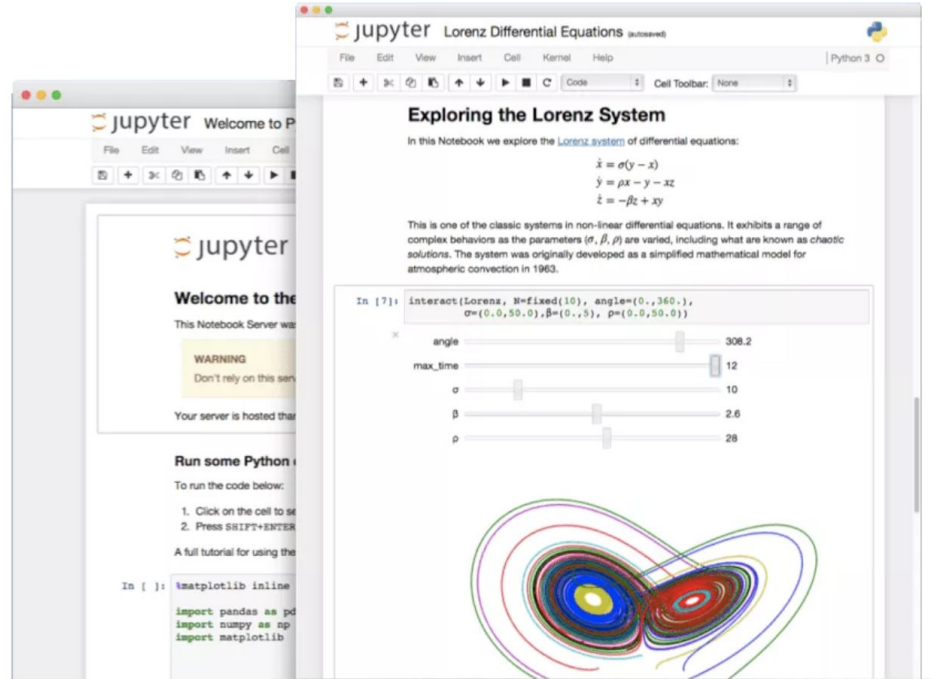 jupyter Lorenz Differential Equations (autosaved)
File Edit View Insert Cell Kernel Help Python 3
Code Cell Toolbar: None
Exploring the Lorenz System
In this Notebook we explore the Lorenz system of differential equations:
ẋ = σ(y − x)
ẏ = ρx − y − xz
ż = −βz + xy
This is one of the classic systems in non-linear differential equations. It exhibits a range of
complex behaviors as the parameters (σ, β, ρ) are varied, including what are known as chaotic
solutions. The system was originally developed as a simplified mathematical model for
atmospheric convection in 1963.
In [7]: interact(Lorenz, N=fixed(10), angle=(0.,360.),
σ=(0.0,50.0),β=(0.,5), ρ=(0.0,50.0))
angle 308.2
max_time 12
σ 10
β 2.6
ρ 28
jupyter Welcome to P
File Edit View Insert Cell
jupyter
Welcome to the
This Notebook Server was
WARNING
Don't rely on this serv
Your server is hosted than
Run some Python c
To run the code below:
1. Click on the cell to se
2. Press SHIFT+ENTER
A full tutorial for using the
In [ ]: %matplotlib inline
import pandas as pd
import numpy as np
import matplotlib